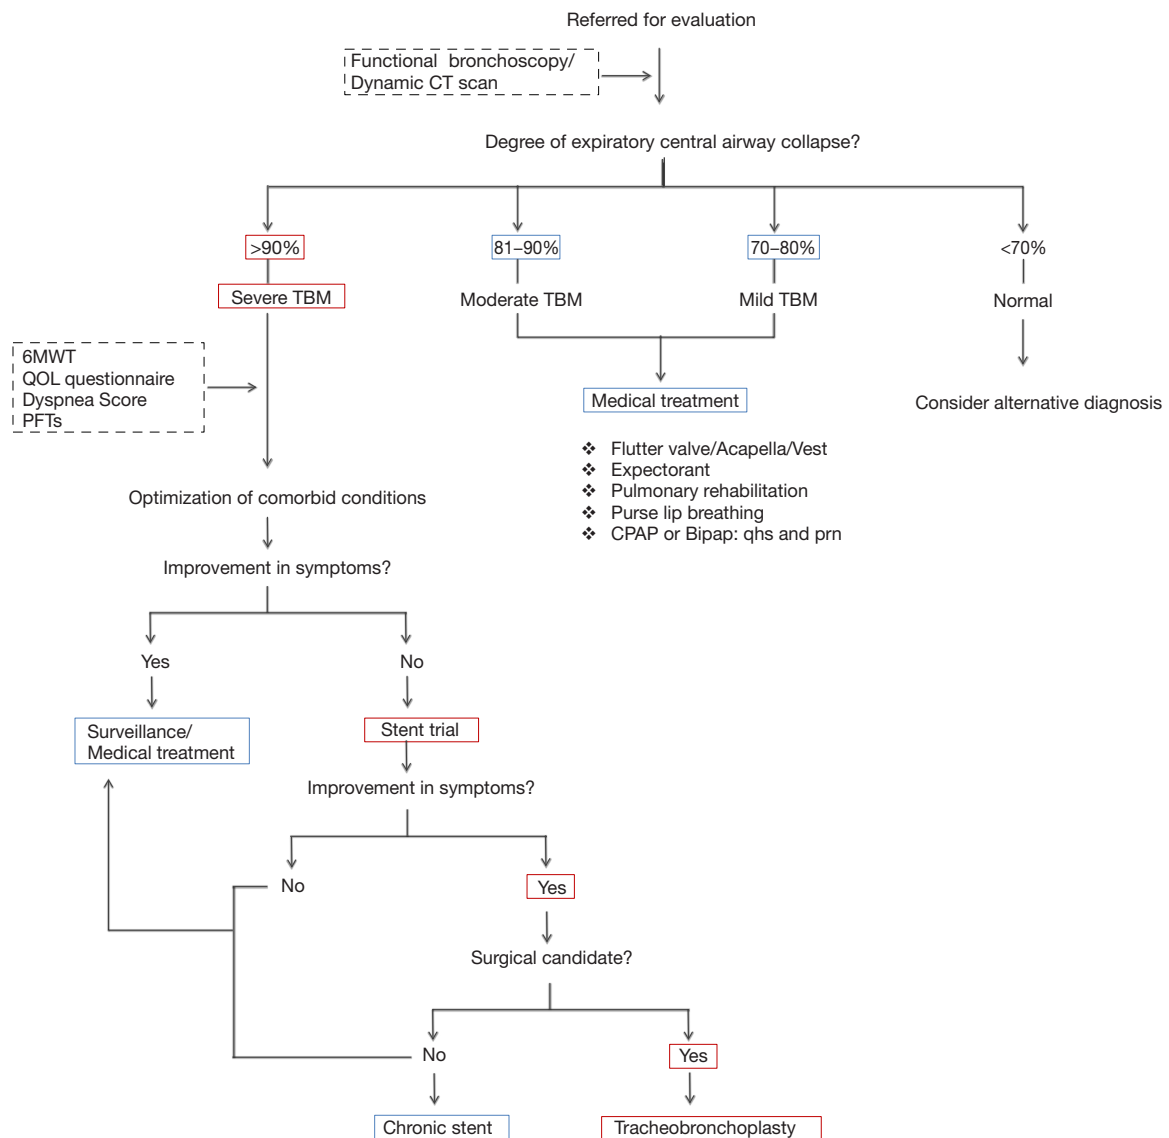 Referred for evaluation
Functional bronchoscopy/
Dynamic CT scan
Degree of expiratory central airway collapse?
>90%
81–90%
70–80%
<70%
Severe TBM
Moderate TBM
Mild TBM
Normal
6MWT
QOL questionnaire
Dyspnea Score
PFTs
Medical treatment
Consider alternative diagnosis
❖ Flutter valve/Acapella/Vest
❖ Expectorant
❖ Pulmonary rehabilitation
❖ Purse lip breathing
❖ CPAP or Bipap: qhs and prn
Optimization of comorbid conditions
Improvement in symptoms?
Yes
No
Surveillance/
Medical treatment
Stent trial
Improvement in symptoms?
No
Yes
Surgical candidate?
No
Yes
Chronic stent
Tracheobronchoplasty